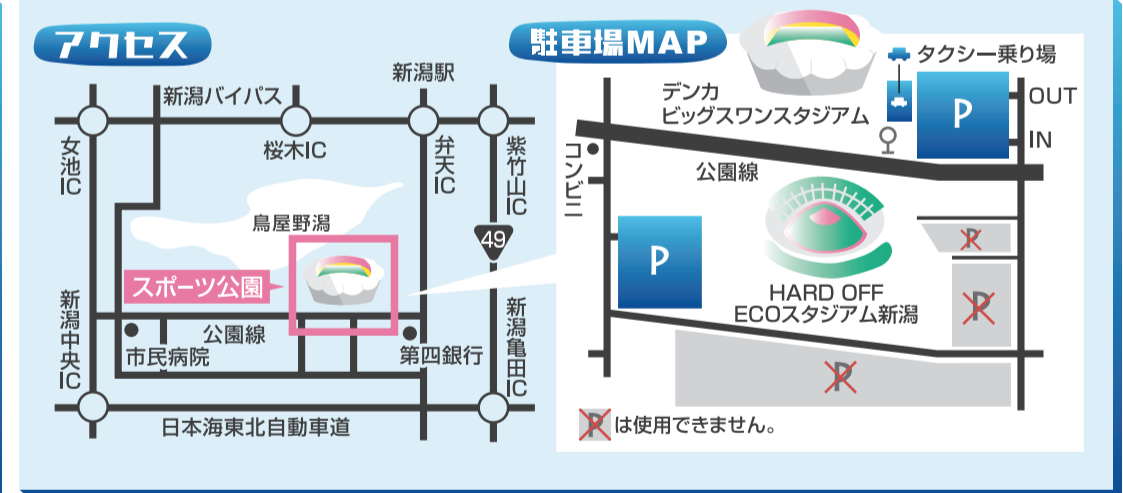 アクセス
新潟駅
新潟バイパス
女池IC
桜木IC
弁天IC
紫竹山IC
鳥屋野潟
49
スポーツ公園
新潟中央IC
公園線
市民病院
第四銀行
新潟亀田IC
日本海東北自動車道
駐車場MAP
タクシー乗り場
デンカ
ビッグスワンスタジアム
P
OUT
IN
コンビニ
公園線
P
P
HARD OFF
ECOスタジアム新潟
P
P
Pは使用できません。